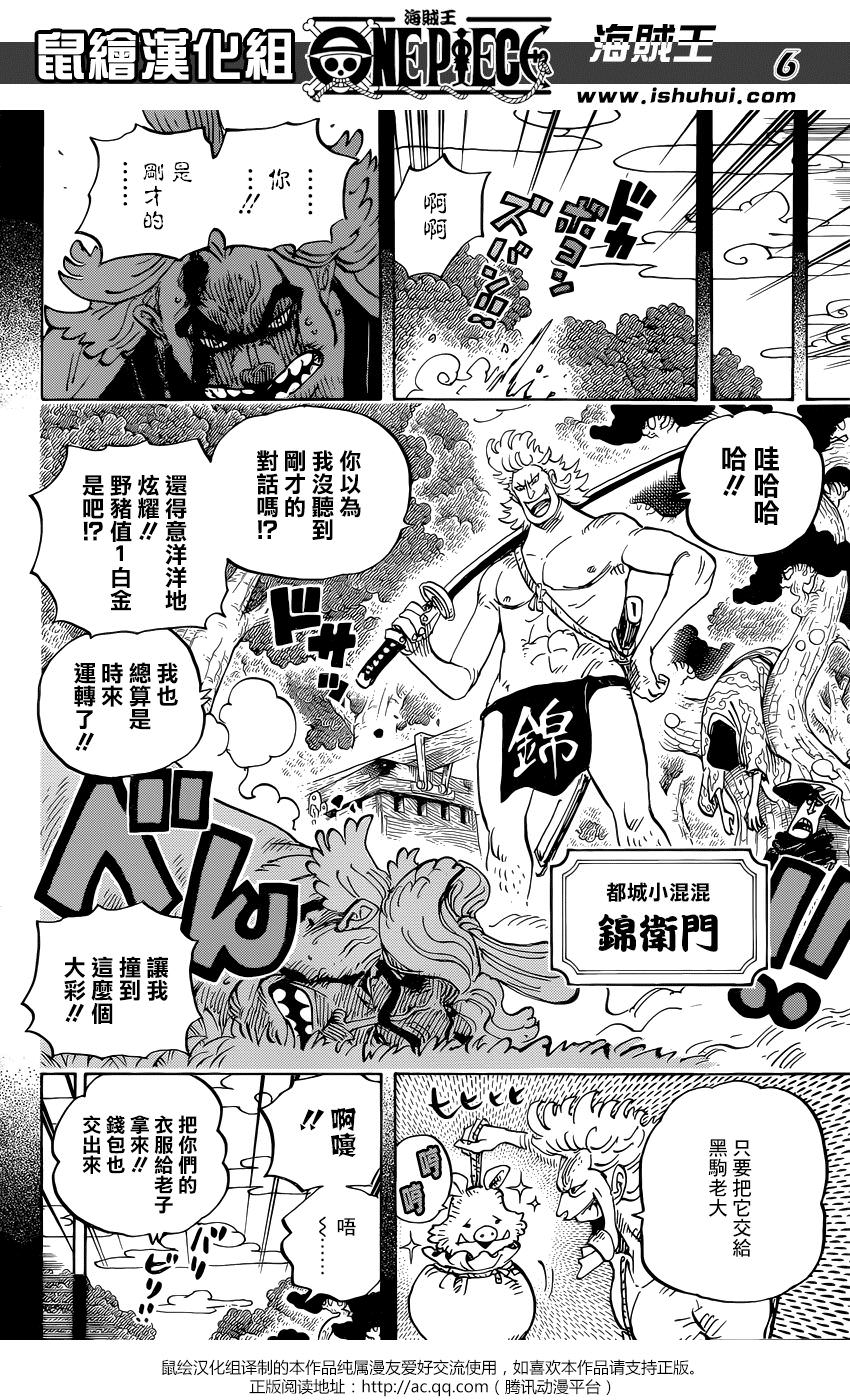 鼠繪漢化組
海賊王
ONE PIECE
海賊王
6
www.ishuhui.com
啊
啊
ズバンッ!!
你……
是……!!
剛才的……
哇哈哈
哈!!
你以為
我沒聽到
剛才的
對話嗎!?
還得意洋洋地
炫耀!!
野豬值1白金
是吧!?
ドサッ
錦
我也
總算是
時來
運轉了!!
べんん!!
都城小混混
錦衛門
讓我
撞到
這麼個
大彩!!
只要把它交給
黑駒老大
ヒヒヒ
哼
哼
啊嚏
!!
唔
～
把你們的
衣服給老子
拿來!!
錢包也
交出來
バリ
ビリ
鼠绘汉化组译制的本作品纯属漫友爱好交流使用，如喜欢本作品请支持正版。
正版阅读地址：http://ac.qq.com（腾讯动漫平台）